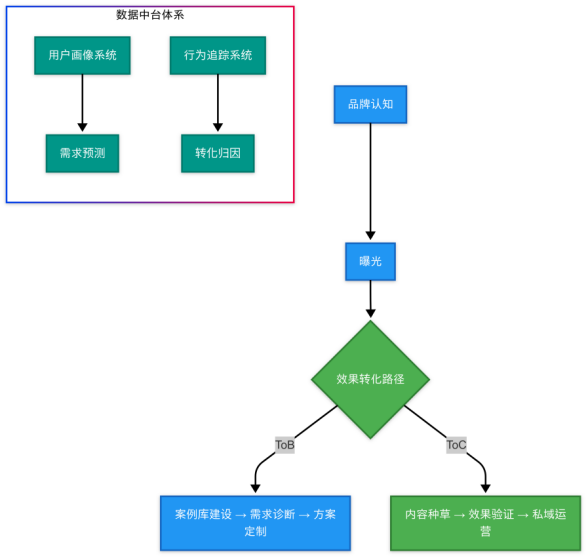 数据中台体系
用户画像系统
行为追踪系统
需求预测
转化归因
品牌认知
曝光
效果转化路径
ToB
ToC
案例库建设 → 需求诊断 → 方案
定制
内容种草 → 效果验证 → 私域运
营